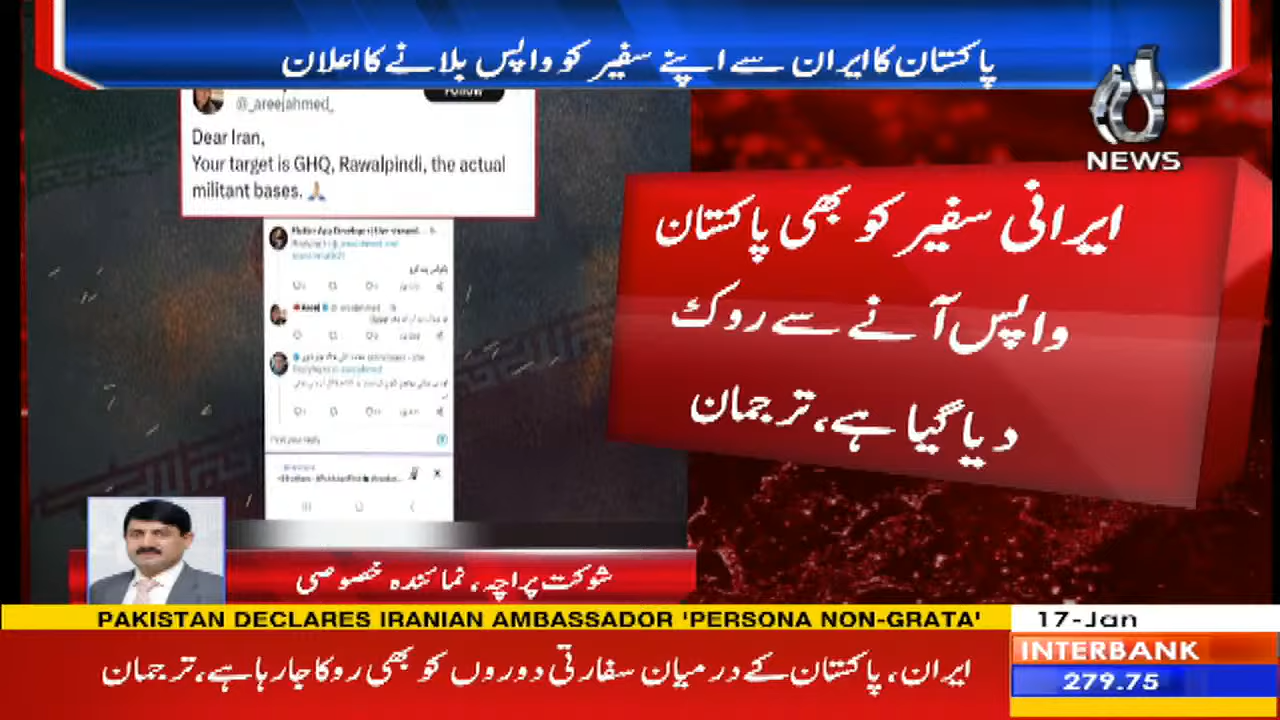 پاکستان کا ایران سے اپنے سفیر کو واپس بلانے کا اعلان
NEWS
@_areejahmed_
Dear Iran,
Your target is GHQ, Rawalpindi, the actual
militant bases. 🙏
ایرانی سفیر کو بھی پاکستان
واپس آنے سے روک
دیا گیا ہے، ترجمان
شوکت پراچہ، نمائندہ خصوصی
PAKISTAN DECLARES IRANIAN AMBASSADOR 'PERSONA NON-GRATA'
17-Jan
INTERBANK
279.75
ایران، پاکستان کے درمیان سفارتی دوروں کو بھی روکا جارہا ہے، ترجمان